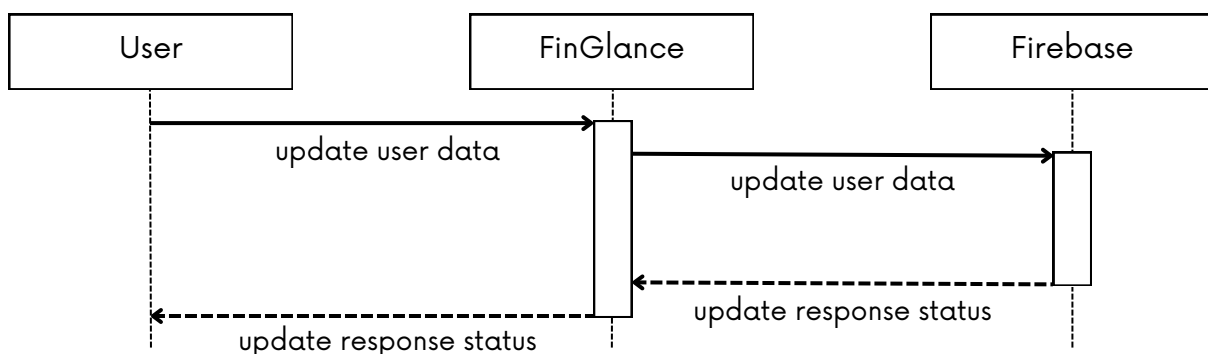 User
FinGlance
Firebase
update user data
update user data
update response status
update response status